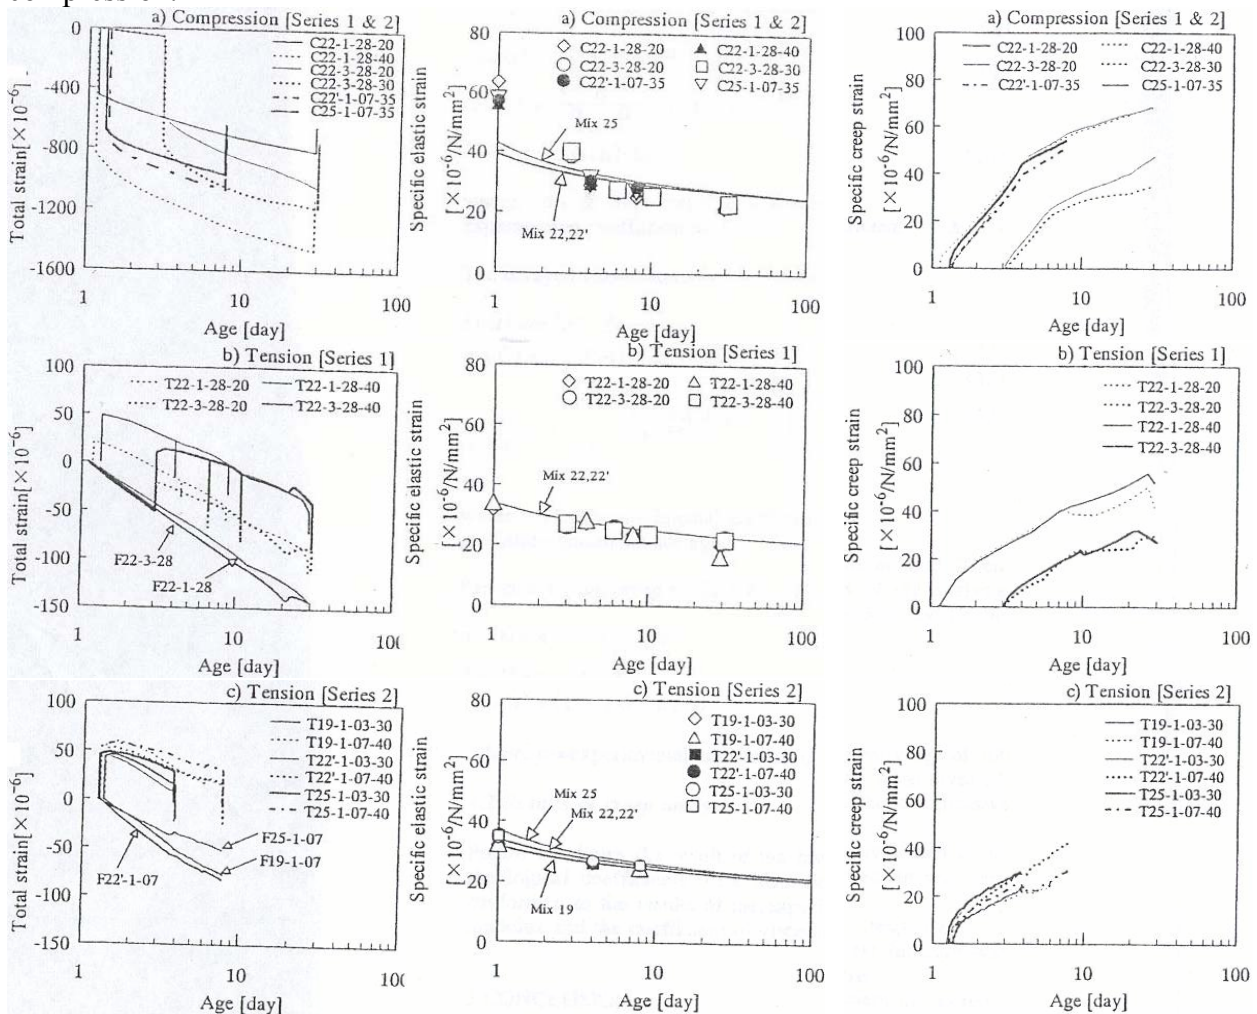 compression.
a) Compression [Series 1 & 2]
Total strain[×10⁻⁶]
0
-400
-800
-1200
-1600
C22-1-28-20
C22-1-28-40
C22-3-28-20
C22-3-28-30
C22'-1-07-35
C25-1-07-35
1
10
100
Age [day]
a) Compression [Series 1 & 2]
Specific elastic strain
[×10⁻⁶/N/mm²]
80
60
40
20
0
C22-1-28-20
C22-1-28-40
C22-3-28-20
C22-3-28-30
C22'-1-07-35
C25-1-07-35
Mix 25
Mix 22,22'
1
10
100
Age [day]
a) Compression [Series 1 & 2]
Specific creep strain
[×10⁻⁶/N/mm²]
100
80
60
40
20
0
C22-1-28-20
C22-1-28-40
C22-3-28-20
C22-3-28-30
C22'-1-07-35
C25-1-07-35
1
10
100
Age [day]
b) Tension [Series 1]
Total strain[×10⁻⁶]
100
50
0
-50
-100
-150
T22-1-28-20
T22-1-28-40
T22-3-28-20
T22-3-28-40
F22-3-28
F22-1-28
1
10
Age [day]
b) Tension [Series 1]
Specific elastic strain
[×10⁻⁶/N/mm²]
80
60
40
20
0
T22-1-28-20
T22-1-28-40
T22-3-28-20
T22-3-28-40
Mix 22,22'
1
10
100
Age [day]
b) Tension [Series 1]
Specific creep strain
[×10⁻⁶/N/mm²]
100
80
60
40
20
0
T22-1-28-20
T22-3-28-20
T22-1-28-40
T22-3-28-40
1
10
100
Age [day]
c) Tension [Series 2]
Total strain[×10⁻⁶]
100
50
0
-50
-100
-150
T19-1-03-30
T19-1-07-40
T22'-1-03-30
T22'-1-07-40
T25-1-03-30
T25-1-07-40
F25-1-07
F19-1-07
F22'-1-07
1
10
100
Age [day]
c) Tension [Series 2]
Specific elastic strain
[×10⁻⁶/N/mm²]
80
60
40
20
0
T19-1-03-30
T19-1-07-40
T22'-1-03-30
T22'-1-07-40
T25-1-03-30
T25-1-07-40
Mix 25
Mix 22,22'
Mix 19
1
10
100
Age [day]
c) Tension [Series 2]
Specific creep strain
[×10⁻⁶/N/mm²]
100
80
60
40
20
0
T19-1-03-30
T19-1-07-40
T22'-1-03-30
T22'-1-07-40
T25-1-03-30
T25-1-07-40
1
10
100
Age [day]